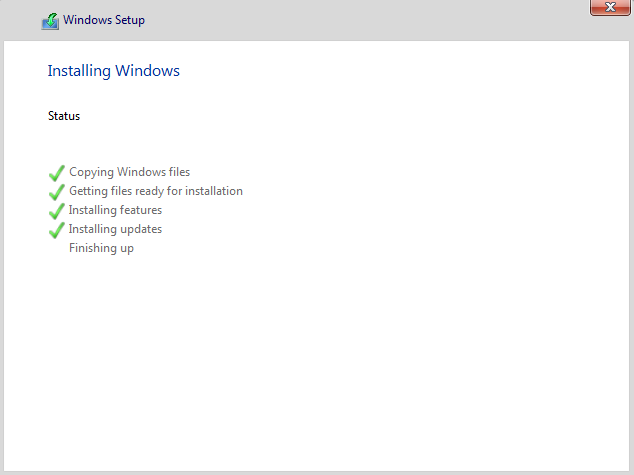 Windows Setup
Installing Windows
Status
Copying Windows files
Getting files ready for installation
Installing features
Installing updates
Finishing up